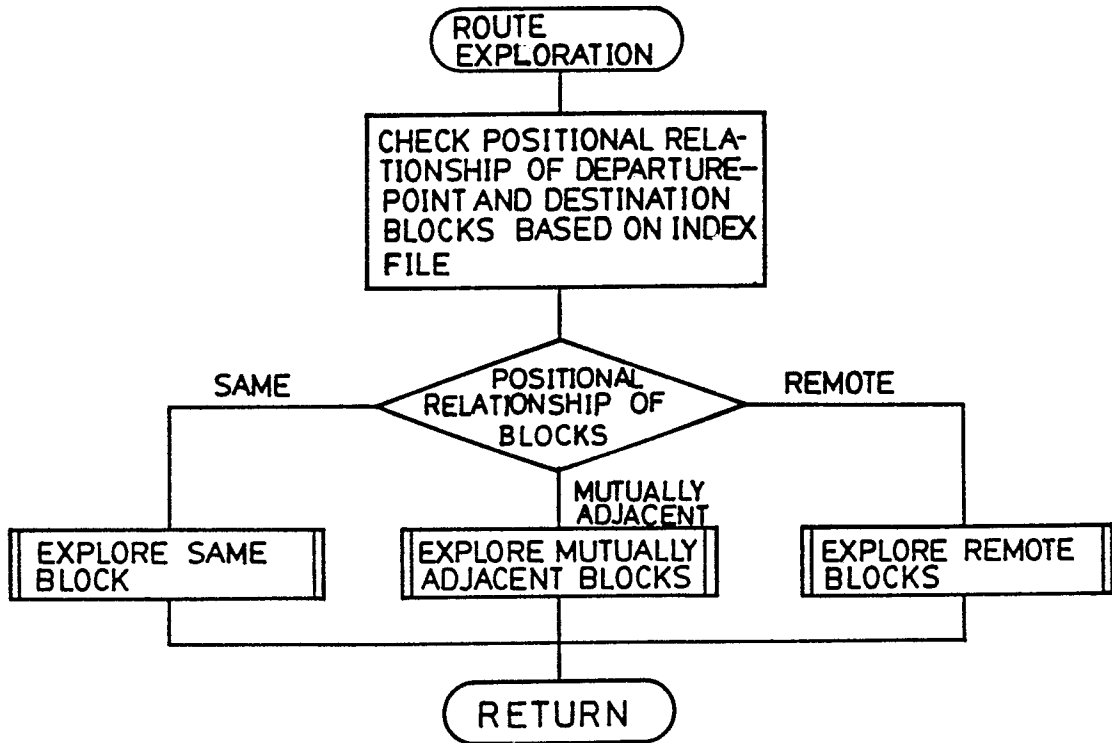 ROUTE
EXPLORATION
CHECK POSITIONAL RELA-
TIONSHIP OF DEPARTURE-
POINT AND DESTINATION
BLOCKS BASED ON INDEX
FILE
POSITIONAL
RELATIONSHIP OF
BLOCKS
SAME
REMOTE
MUTUALLY
ADJACENT
EXPLORE SAME
BLOCK
EXPLORE MUTUALLY
ADJACENT BLOCKS
EXPLORE REMOTE
BLOCKS
RETURN